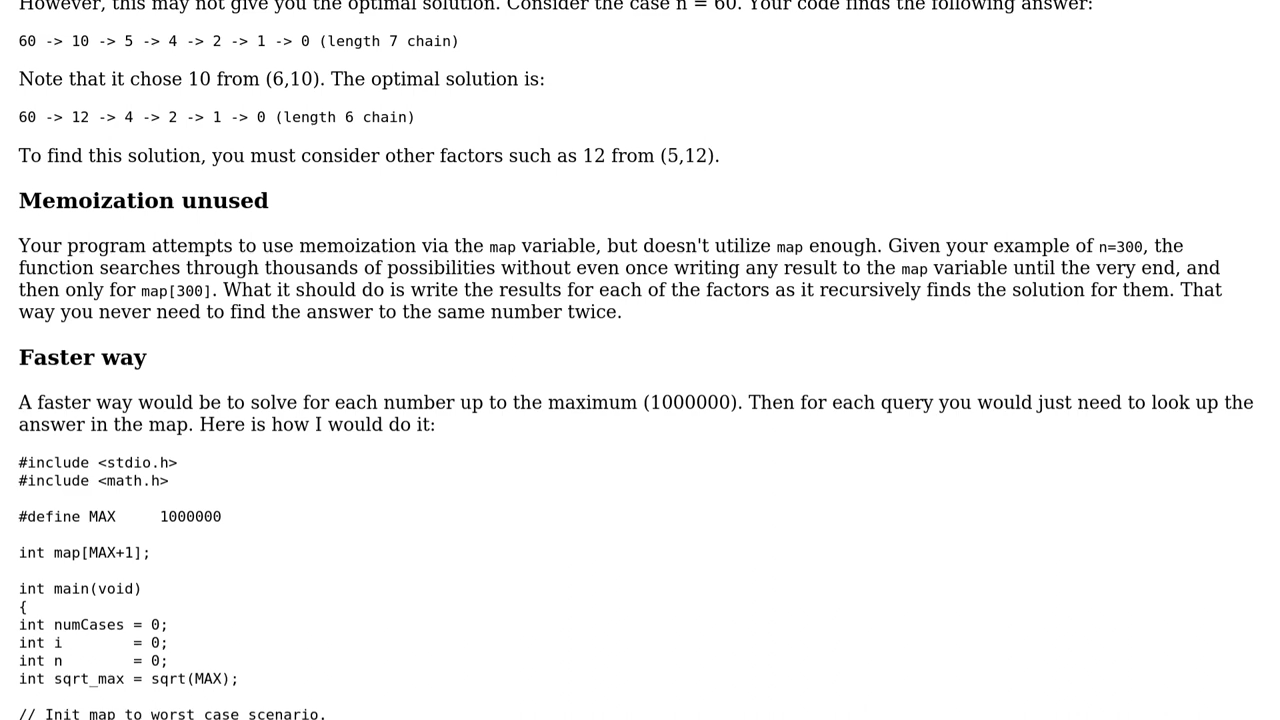 However, this may not give you the optimal solution. Consider the case n = 60. Your code finds the following answer:
60 -> 10 -> 5 -> 4 -> 2 -> 1 -> 0 (length 7 chain)
Note that it chose 10 from (6,10). The optimal solution is:
60 -> 12 -> 4 -> 2 -> 1 -> 0 (length 6 chain)
To find this solution, you must consider other factors such as 12 from (5,12).
Memoization unused
Your program attempts to use memoization via the map variable, but doesn't utilize map enough. Given your example of n=300, the
function searches through thousands of possibilities without even once writing any result to the map variable until the very end, and
then only for map[300]. What it should do is write the results for each of the factors as it recursively finds the solution for them. That
way you never need to find the answer to the same number twice.
Faster way
A faster way would be to solve for each number up to the maximum (1000000). Then for each query you would just need to look up the
answer in the map. Here is how I would do it:
#include <stdio.h>
#include <math.h>
#define MAX     1000000
int map[MAX+1];
int main(void)
{
int numCases = 0;
int i        = 0;
int n        = 0;
int sqrt_max = sqrt(MAX);
// Init map to worst case scenario.